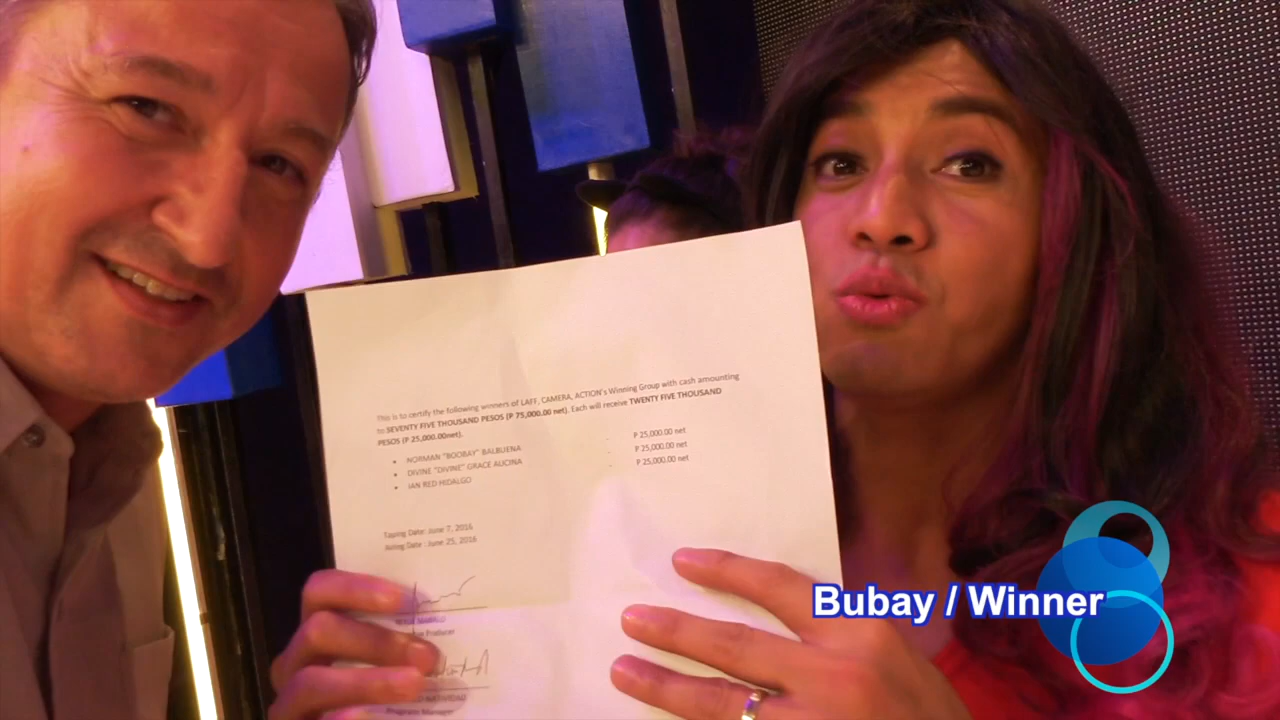 This is to certify the following winners of LAFF, CAMERA, ACTION's Winning Group with cash amounting
to SEVENTY FIVE THOUSAND PESOS (P 75,000.00 net). Each will receive TWENTY FIVE THOUSAND
PESOS (P 25,000.00net).
• NORMAN "BOOBAY" BALBUENA - P 25,000.00 net
• DIVINE "DIVINE" GRACE AUCINA - P 25,000.00 net
• IAN RED HIDALGO - P 25,000.00 net
Taping Date: June 7, 2016
Airing Date : June 25, 2016
Producer
Program Manager
Bubay / Winner